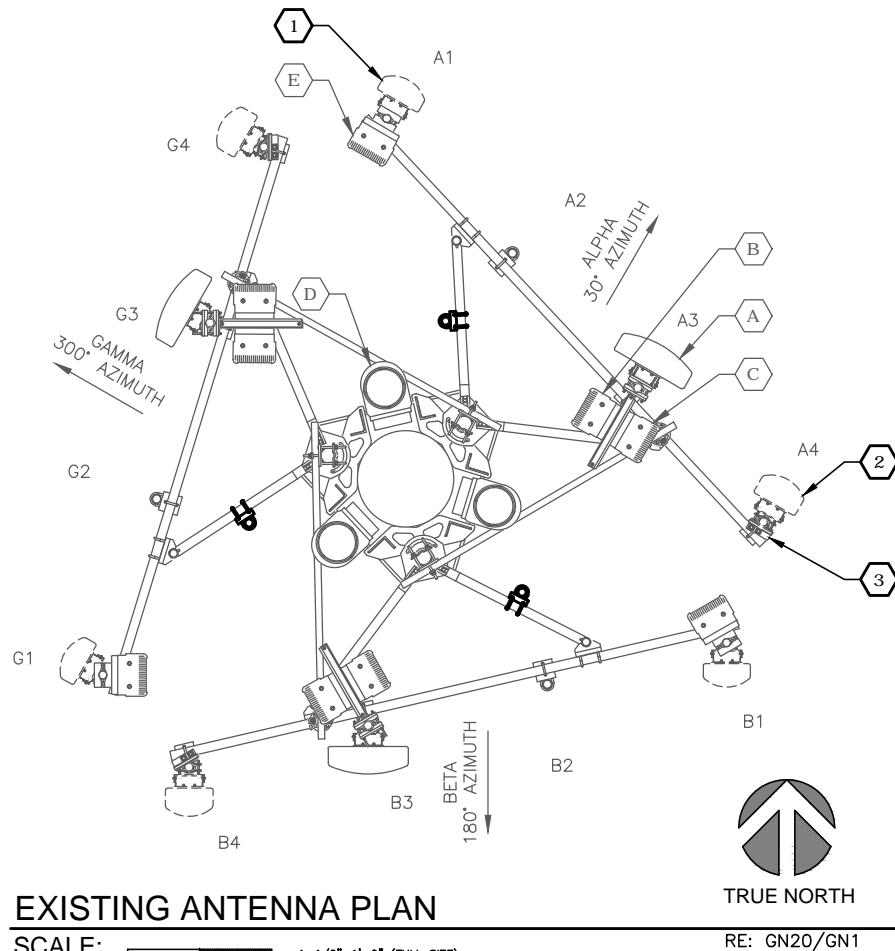 1
A1
E
G4
A2
ALPHA
30° AZIMUTH
B
G3
D
A3
A
GAMMA
300° AZIMUTH
C
A4
2
G2
3
G1
B1
BETA
180° AZIMUTH
B2
B3
B4
TRUE NORTH
EXISTING ANTENNA PLAN
SCALE:
RE: GN20/GN1